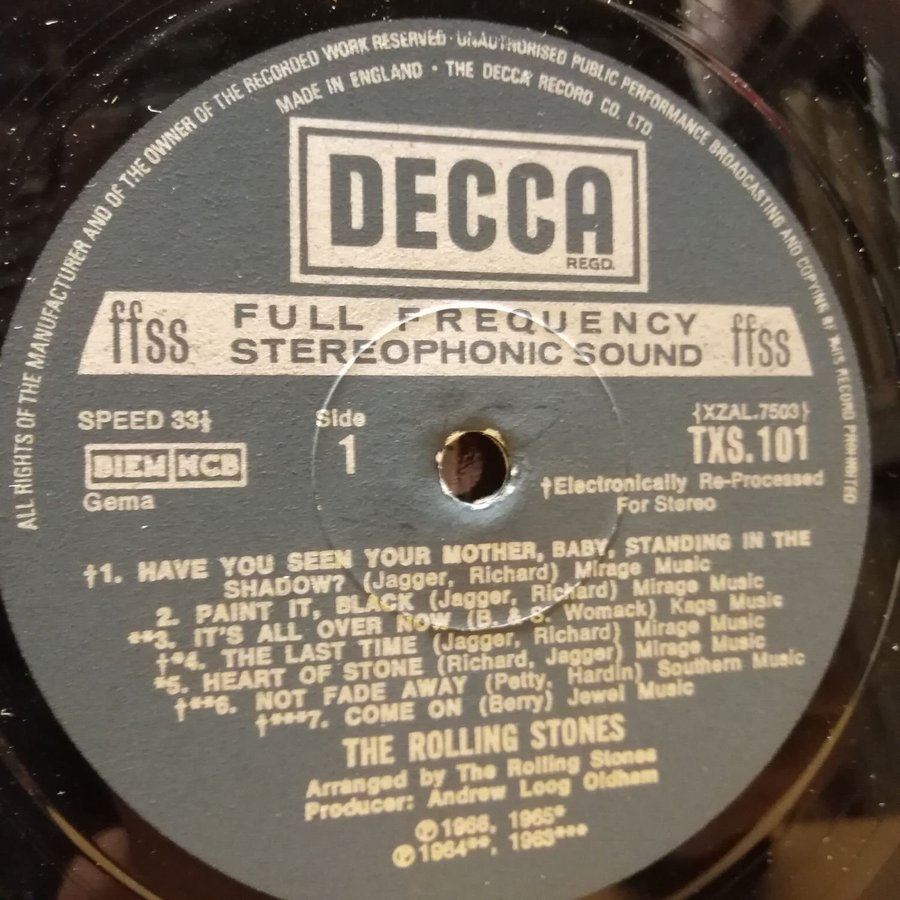 ALL RIGHTS OF THE MANUFACTURER AND OF THE OWNER OF THE RECORDED WORK RESERVED · UNAUTHORISED PUBLIC PERFORMANCE BROADCASTING AND COPYING OF THIS RECORD PROHIBITED
MADE IN ENGLAND · THE DECCA RECORD CO. LTD.
DECCA
REGD.
ffss FULL FREQUENCY STEREOPHONIC SOUND ffss
SPEED 33⅓
Side 1
{XZAL.7503}
TXS.101
BIEM NCB
Gema
†Electronically Re-Processed
For Stereo
†1. HAVE YOU SEEN YOUR MOTHER, BABY, STANDING IN THE
SHADOW? (Jagger, Richard) Mirage Music
2. PAINT IT, BLACK (Jagger, Richard) Mirage Music
**3. IT'S ALL OVER NOW (B. & S. Womack) Kags Music
†*4. THE LAST TIME (Jagger, Richard) Mirage Music
*5. HEART OF STONE (Richard, Jagger) Mirage Music
†**6. NOT FADE AWAY (Petty, Hardin) Southern Music
†***7. COME ON (Berry) Jewel Music
THE ROLLING STONES
Arranged by The Rolling Stones
Producer: Andrew Loog Oldham
℗ 1966, 1965*
℗ 1964**, 1963***